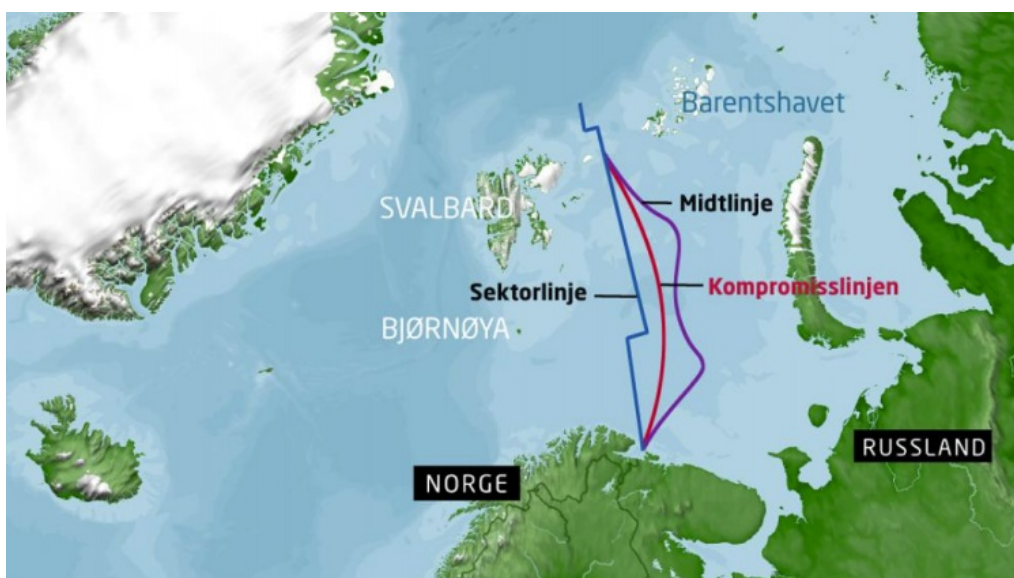 Barentshavet
SVALBARD
Midtlinje
Sektorlinje
Kompromisslinjen
BJØRNØYA
RUSSLAND
NORGE